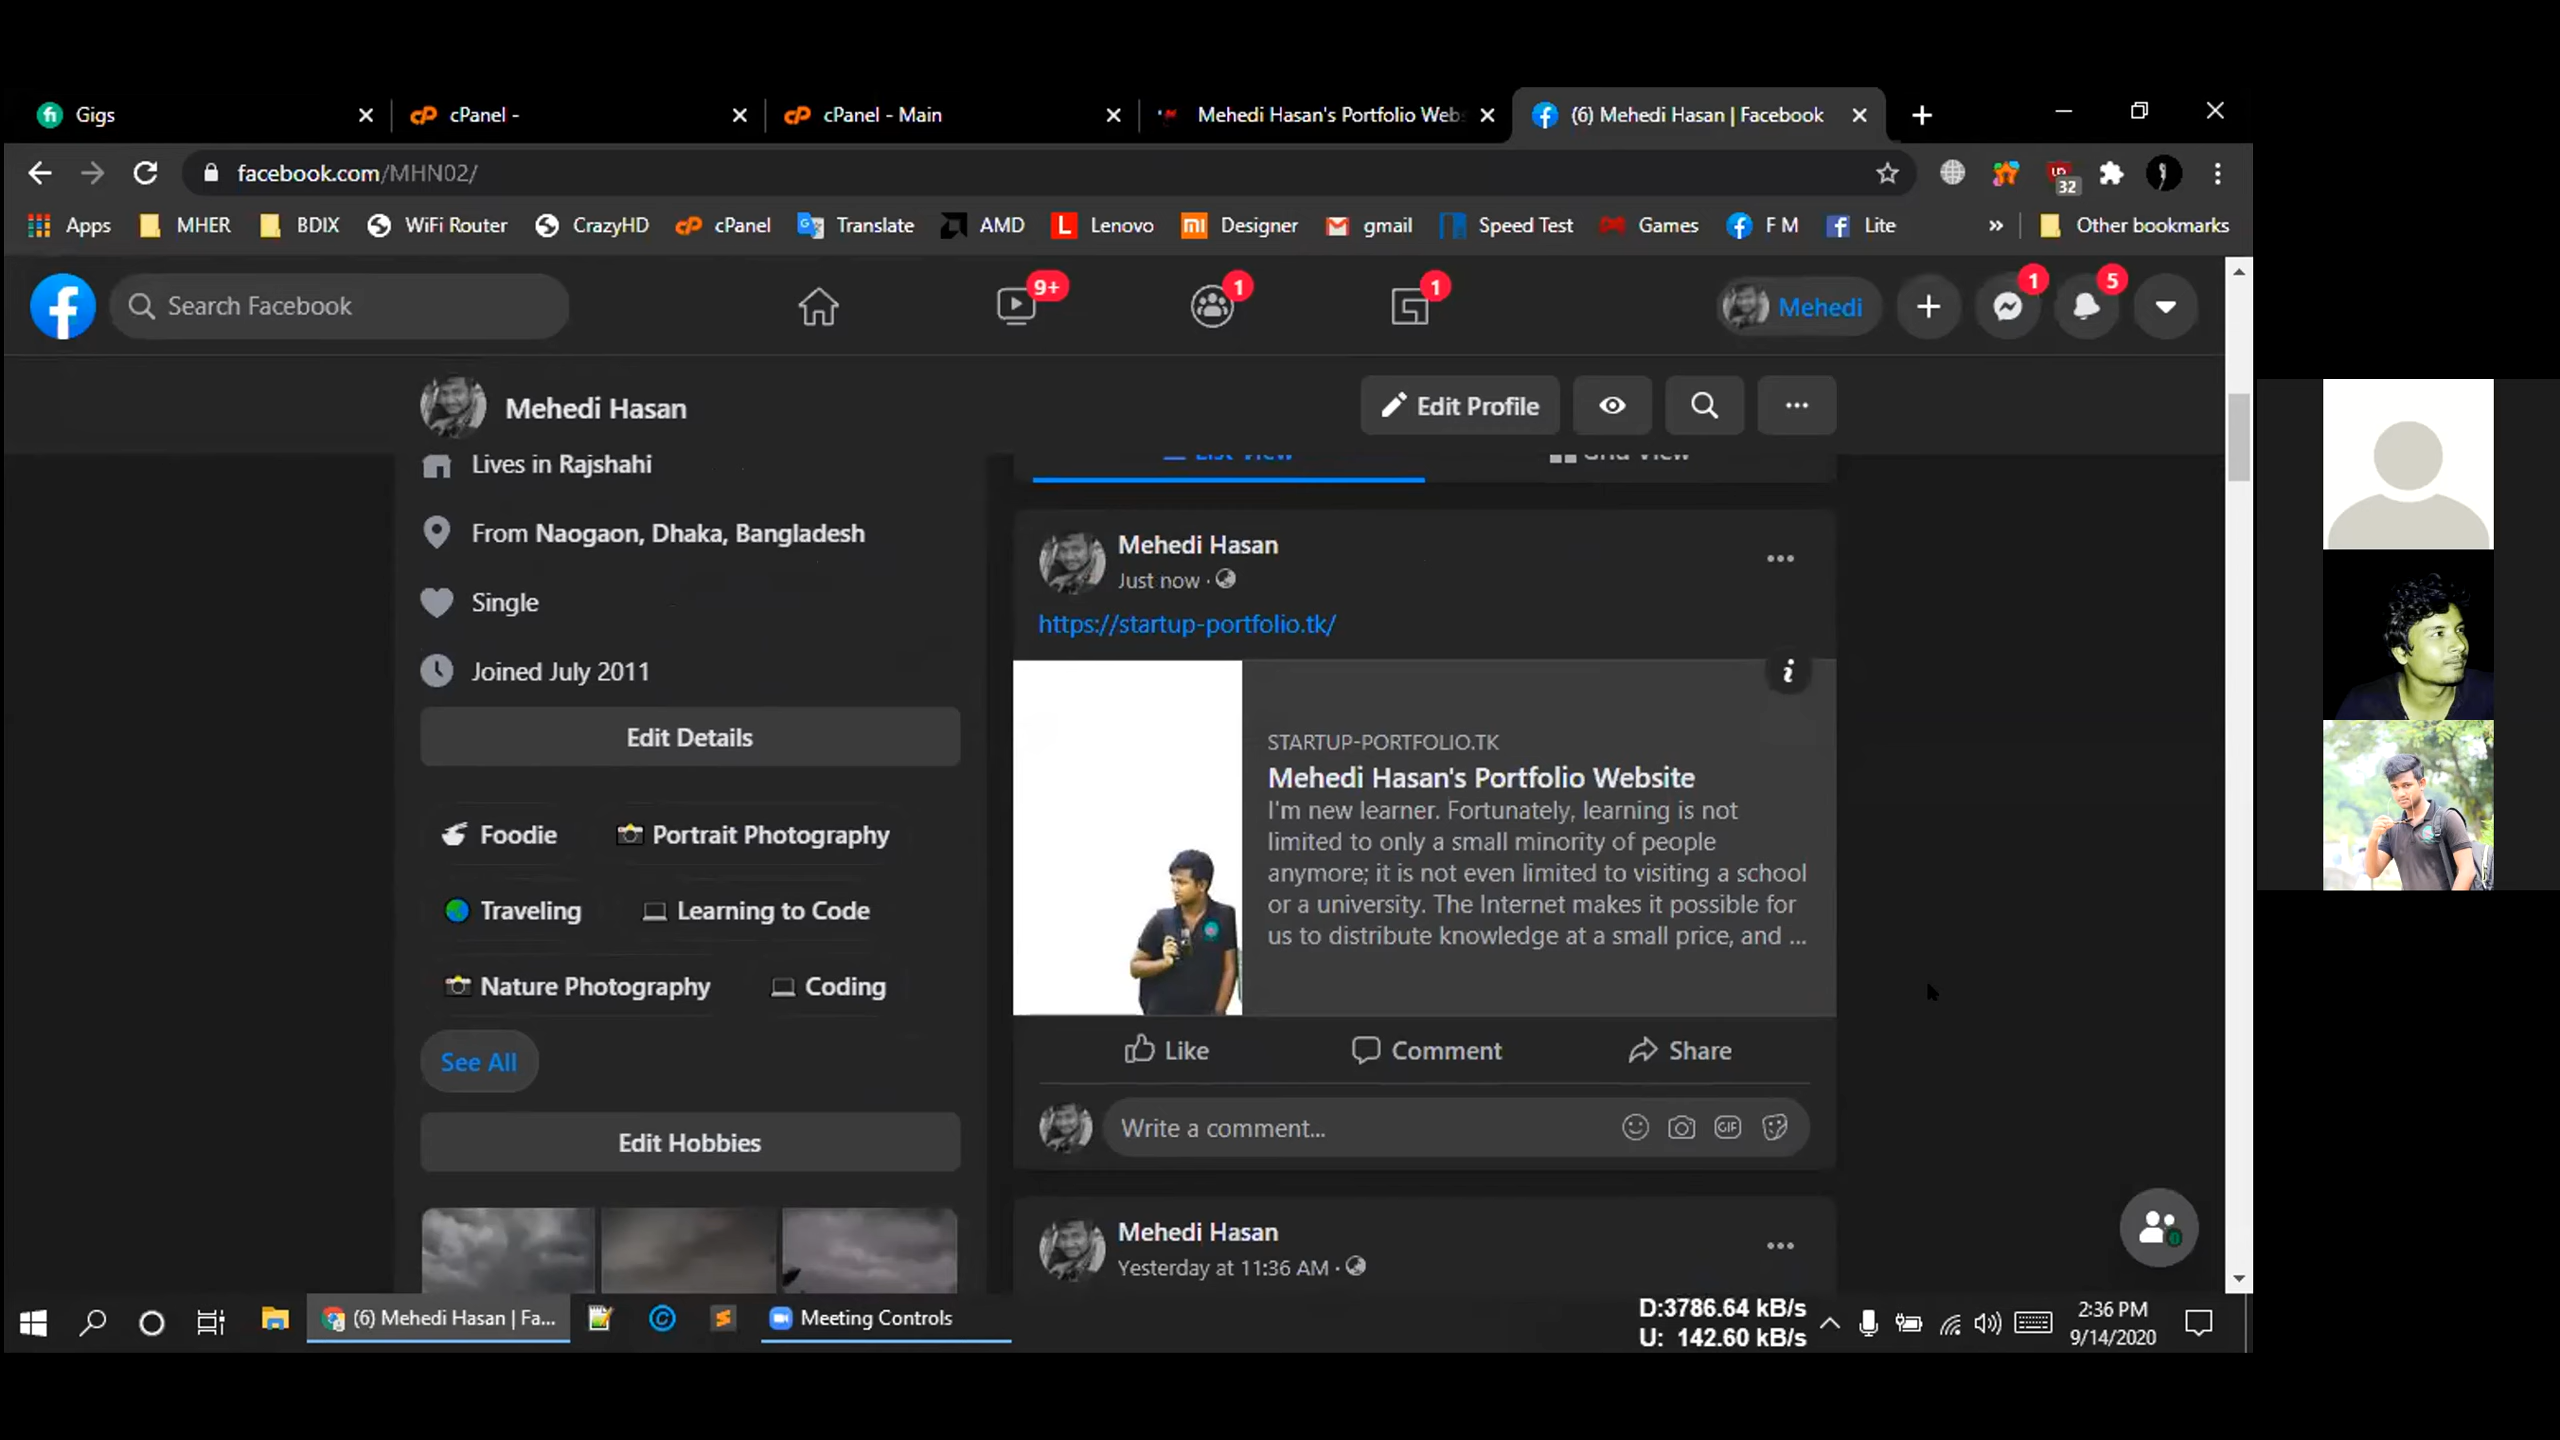 Gigs
cPanel -
cPanel - Main
Mehedi Hasan's Portfolio Web
(6) Mehedi Hasan | Facebook
facebook.com/MHN02/
32
Apps
MHER
BDIX
WiFi Router
CrazyHD
cPanel
Translate
AMD
Lenovo
Designer
gmail
Speed Test
Games
F M
Lite
Other bookmarks
Search Facebook
9+
1
1
Mehedi
1
5
Mehedi Hasan
Edit Profile
Lives in Rajshahi
From Naogaon, Dhaka, Bangladesh
Single
Joined July 2011
Edit Details
Foodie
Portrait Photography
Traveling
Learning to Code
Nature Photography
Coding
See All
Edit Hobbies
List View
Grid View
Mehedi Hasan
Just now ·
https://startup-portfolio.tk/
STARTUP-PORTFOLIO.TK
Mehedi Hasan's Portfolio Website
I'm new learner. Fortunately, learning is not
limited to only a small minority of people
anymore; it is not even limited to visiting a school
or a university. The Internet makes it possible for
us to distribute knowledge at a small price, and ...
Like
Comment
Share
Write a comment...
GIF
Mehedi Hasan
Yesterday at 11:36 AM ·
(6) Mehedi Hasan | Fa...
Meeting Controls
D:3786.64 kB/s
U: 142.60 kB/s
2:36 PM
9/14/2020